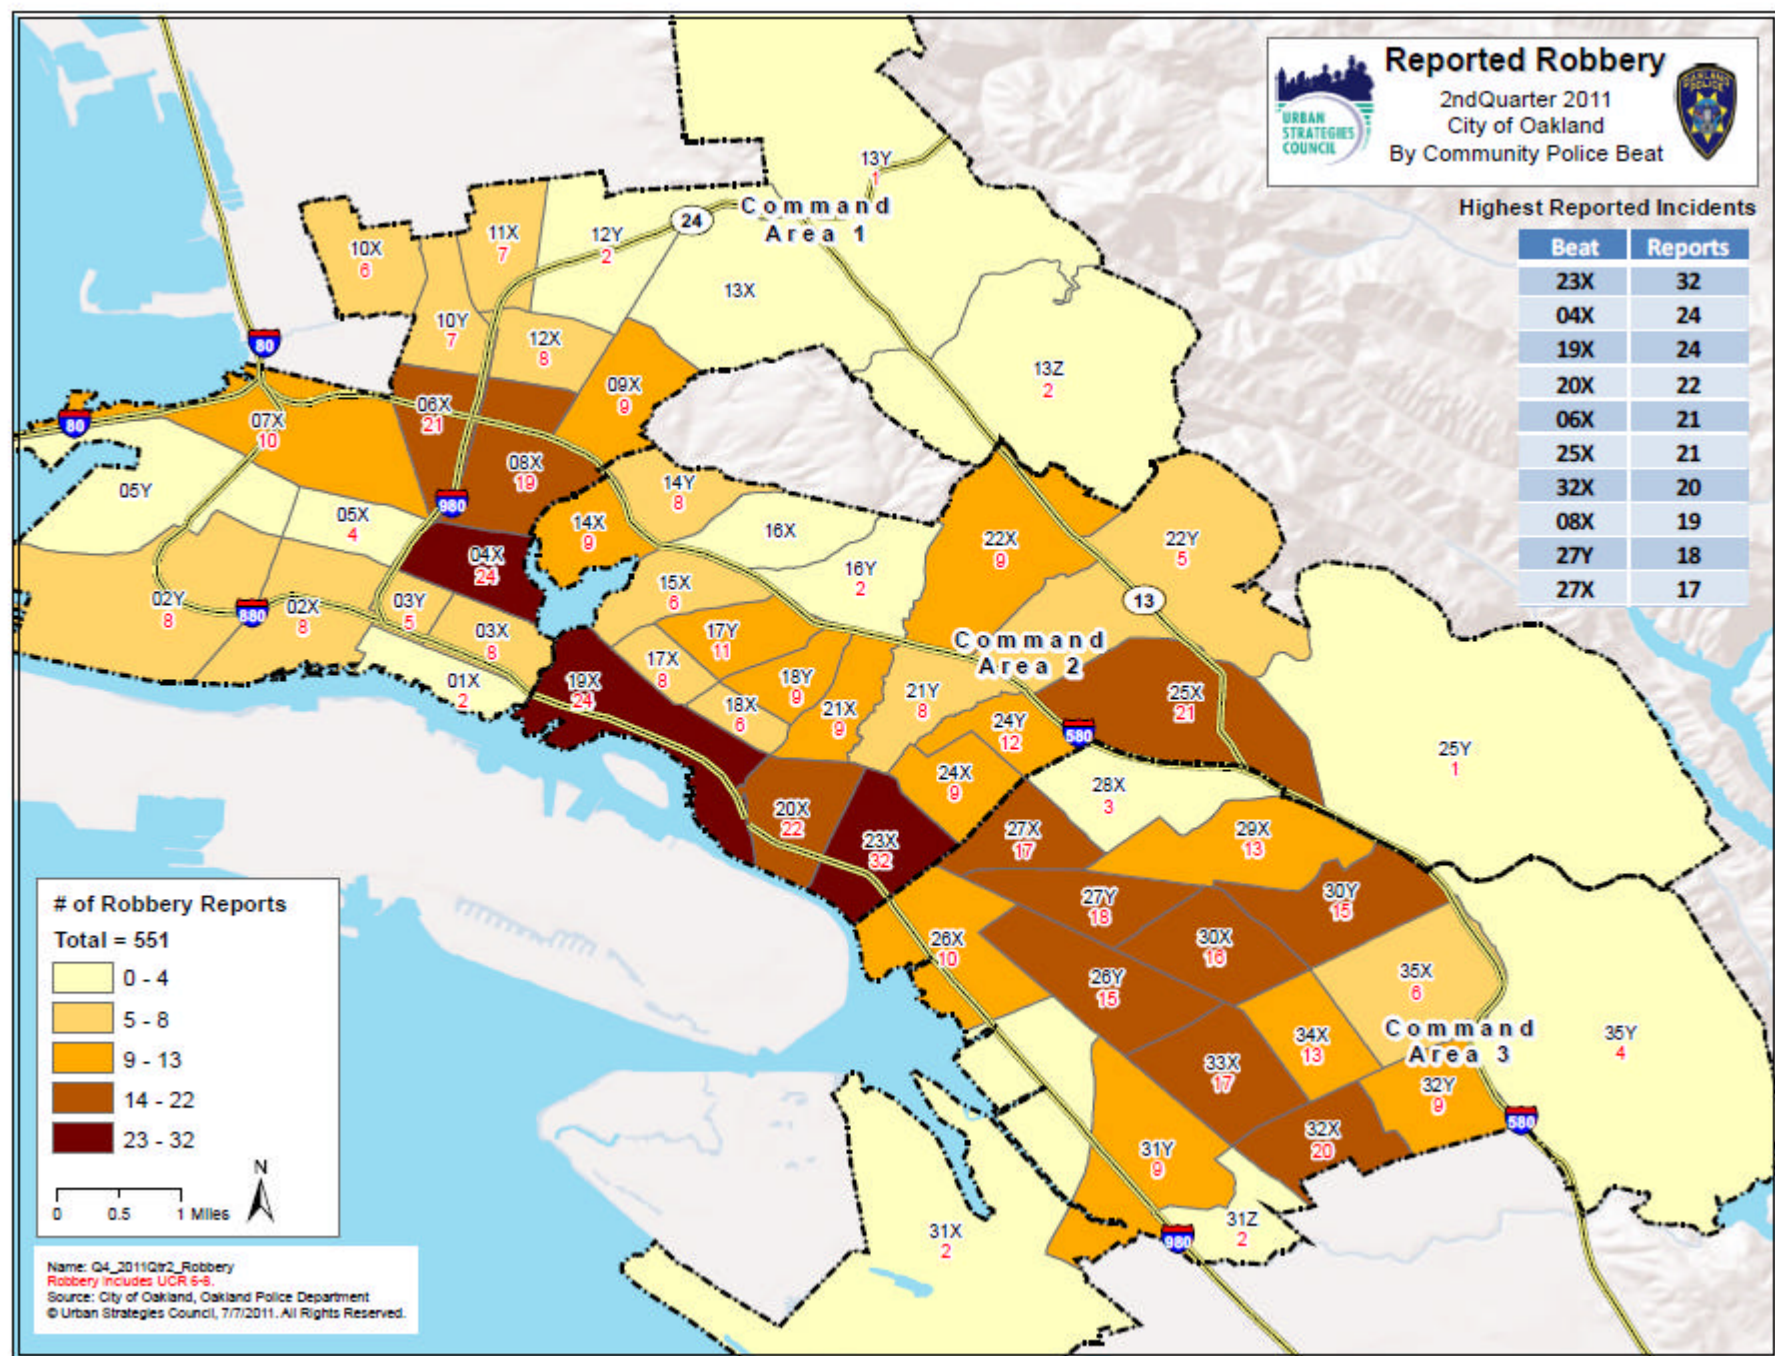 Reported Robbery
2ndQuarter 2011
City of Oakland
By Community Police Beat
URBAN
STRATEGIES
COUNCIL
OAKLAND
POLICE
Highest Reported Incidents
Beat Reports
23X 32
04X 24
19X 24
20X 22
06X 21
25X 21
32X 20
08X 19
27Y 18
27X 17
13Y
1
Command
Area 1
24
10X
6
11X
7
12Y
2
13X
10Y
7
12X
8
80
13Z
2
09X
9
80
07X
10
06X
21
08X
19
05Y
980
05X
4
14Y
8
14X
9
16X
22X
9
22Y
5
04X
24
16Y
2
15X
6
02Y
8
880
02X
8
03Y
5
03X
8
13
Command
Area 2
17Y
11
17X
8
18Y
9
01X
2
19X
24
18X
6
21X
9
21Y
8
25X
21
24Y
12
580
25Y
1
24X
9
28X
3
20X
22
23X
32
27X
17
29X
13
27Y
18
30Y
15
26X
10
30X
16
26Y
15
35X
6
Command
Area 3
34X
13
35Y
4
33X
17
32Y
9
580
32X
20
31Y
9
31X
2
31Z
2
980
# of Robbery Reports
Total = 551
0 - 4
5 - 8
9 - 13
14 - 22
23 - 32
N
0 0.5 1 Miles
Name: Q4_2011Qtr2_Robbery
Robbery Includes UCR 6-8.
Source: City of Oakland, Oakland Police Department
© Urban Strategies Council, 7/7/2011. All Rights Reserved.